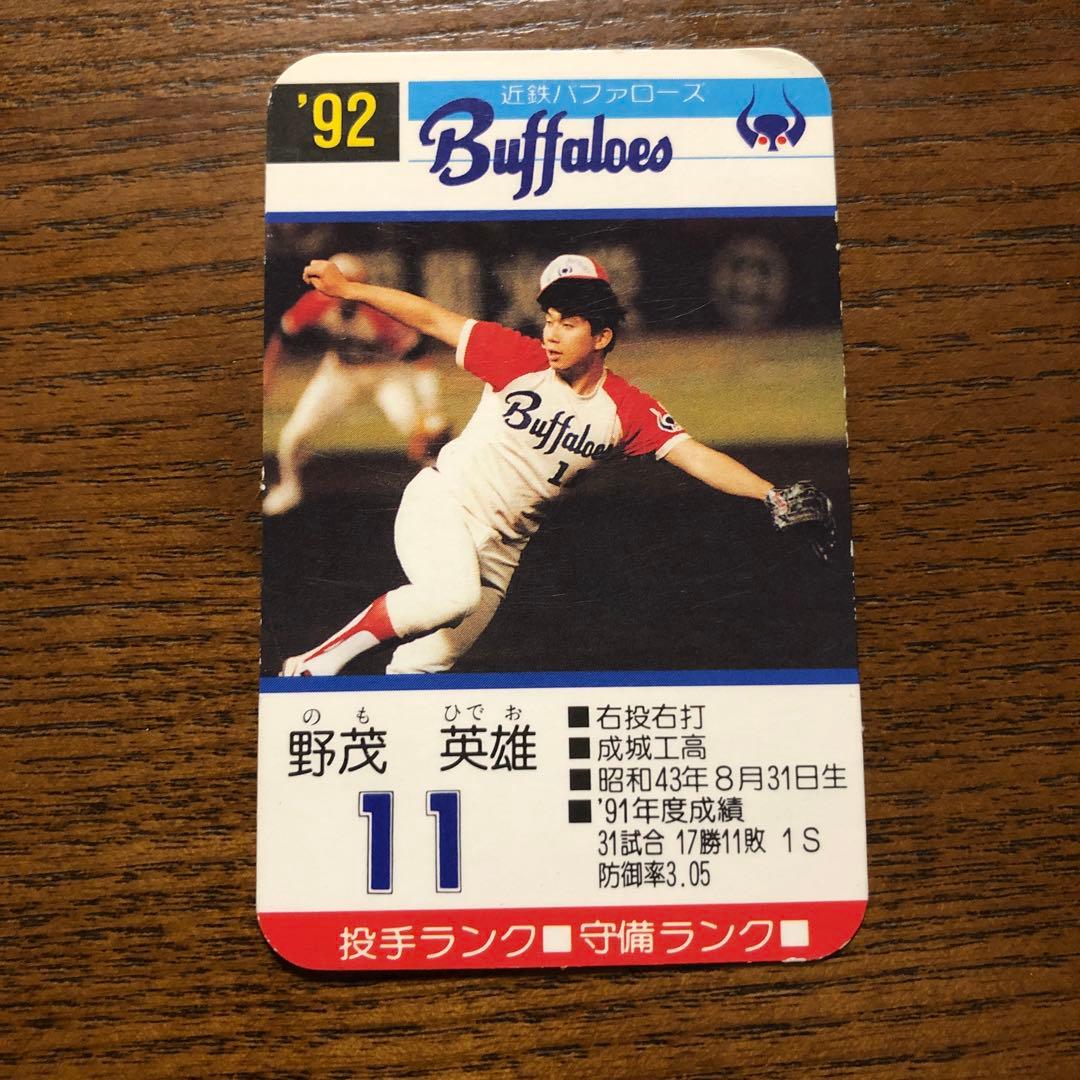 '92
近鉄バファローズ
Buffaloes
Buffaloes
1
のも ひでお
野茂 英雄
11
■右投右打
■成城工高
■昭和43年8月31日生
■'91年度成績
31試合 17勝11敗 1S
防御率3.05
投手ランク■守備ランク■